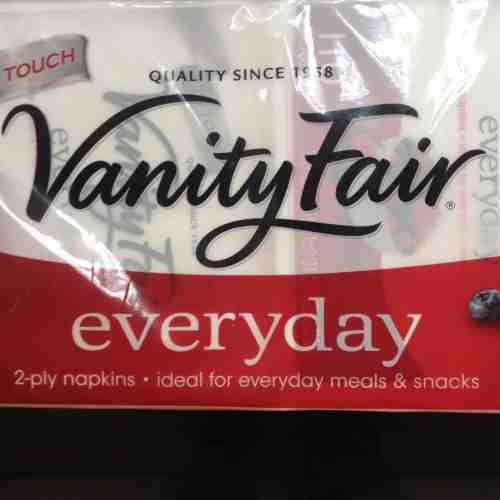 TOUCH
QUALITY SINCE 1958
Vanity Fair®
everyday
2-ply napkins • ideal for everyday meals & snacks